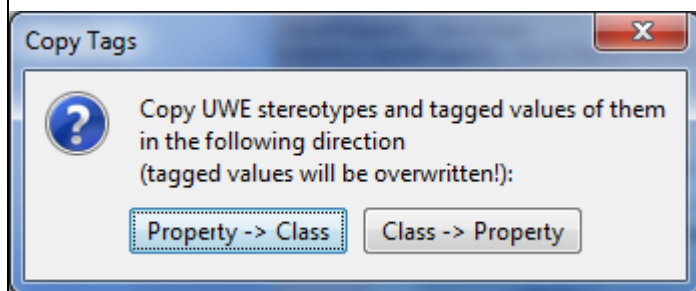 Copy Tags
Copy UWE stereotypes and tagged values of them
in the following direction
(tagged values will be overwritten!):
Property -> Class
Class -> Property